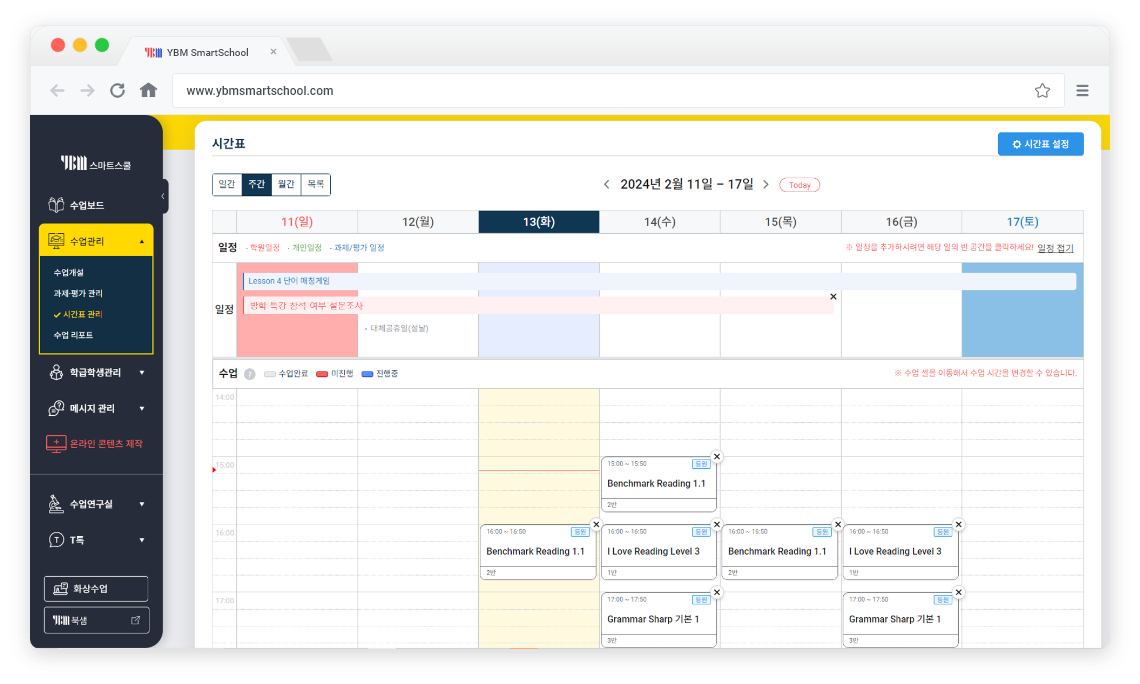 YBM SmartSchool
www.ybmsmartschool.com
YBM 스마트스쿨
수업보드
수업관리
수업개설
과제·평가 관리
시간표 관리
수업 리포트
학급학생관리
메시지 관리
온라인 콘텐츠 제작
수업연구실
T톡
화상수업
YBM 북샘
시간표
시간표 설정
일간 주간 월간 목록
2024년 2월 11일 – 17일 Today
11(일) 12(월) 13(화) 14(수) 15(목) 16(금) 17(토)
일정 · 학원일정 · 개인일정 · 과제/평가 일정
※ 일정을 추가하시려면 해당 일의 빈 공간을 클릭하세요! 일정 접기
일정
Lesson 4 단어 매칭게임
방학 특간 참석 여부 설문조사
· 대체공휴일(설날)
수업 ? 수업완료 미진행 진행중
※ 수업 셀을 이동해서 수업 시간을 변경할 수 있습니다.
14:00
15:00
15:00 ~ 15:50 등원
Benchmark Reading 1.1
2반
16:00
16:00 ~ 16:50 등원
Benchmark Reading 1.1
2반
16:00 ~ 16:50 등원
I Love Reading Level 3
1반
16:00 ~ 16:50 등원
Benchmark Reading 1.1
2반
16:00 ~ 16:50 등원
I Love Reading Level 3
1반
17:00
17:00 ~ 17:50 등원
Grammar Sharp 기본 1
3반
17:00 ~ 17:50 등원
Grammar Sharp 기본 1
3반